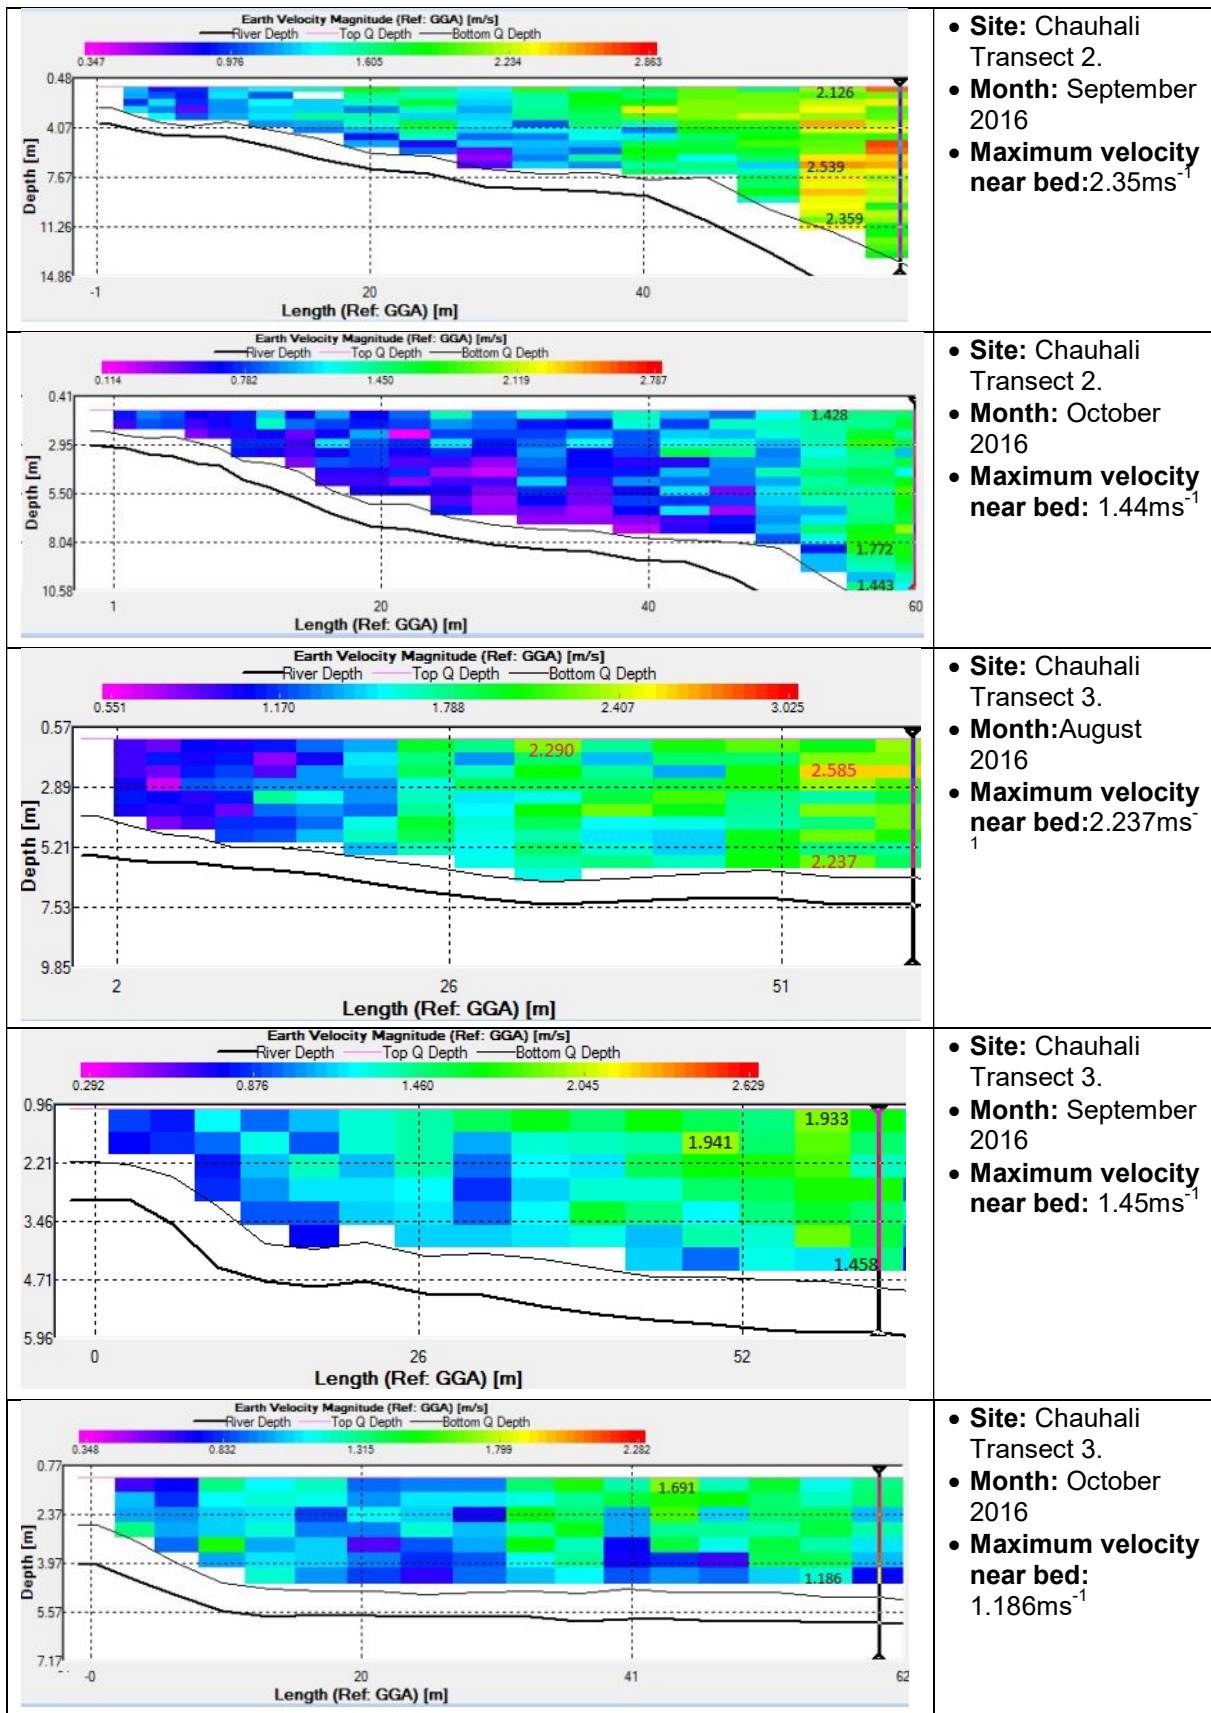 Earth Velocity Magnitude (Ref: GGA) [m/s]
River Depth Top Q Depth Bottom Q Depth
0.347 0.976 1.605 2.234 2.863
0.48
4.07
7.67
11.26
14.86
Depth [m]
2.126
2.539
2.359
-1 20 40
Length (Ref: GGA) [m]
• Site: Chauhali
Transect 2.
• Month: September
2016
• Maximum velocity
near bed:2.35ms-1
Earth Velocity Magnitude (Ref: GGA) [m/s]
River Depth Top Q Depth Bottom Q Depth
0.114 0.782 1.450 2.119 2.787
0.41
2.95
5.50
8.04
10.58
Depth [m]
1.428
1.772
1.443
1 20 40 60
Length (Ref: GGA) [m]
• Site: Chauhali
Transect 2.
• Month: October
2016
• Maximum velocity
near bed: 1.44ms-1
Earth Velocity Magnitude (Ref: GGA) [m/s]
River Depth Top Q Depth Bottom Q Depth
0.551 1.170 1.788 2.407 3.025
0.57
2.89
5.21
7.53
9.85
Depth [m]
2.290
2.585
2.237
2 26 51
Length (Ref: GGA) [m]
• Site: Chauhali
Transect 3.
• Month:August
2016
• Maximum velocity
near bed:2.237ms-
1
Earth Velocity Magnitude (Ref: GGA) [m/s]
River Depth Top Q Depth Bottom Q Depth
0.292 0.876 1.460 2.045 2.629
0.96
2.21
3.46
4.71
5.96
Depth [m]
1.933
1.941
1.458
0 26 52
Length (Ref: GGA) [m]
• Site: Chauhali
Transect 3.
• Month: September
2016
• Maximum velocity
near bed: 1.45ms-1
Earth Velocity Magnitude (Ref: GGA) [m/s]
River Depth Top Q Depth Bottom Q Depth
0.348 0.832 1.315 1.799 2.282
0.77
2.37
3.97
5.57
7.17
Depth [m]
1.691
1.186
-0 20 41 62
Length (Ref: GGA) [m]
• Site: Chauhali
Transect 3.
• Month: October
2016
• Maximum velocity
near bed:
1.186ms-1